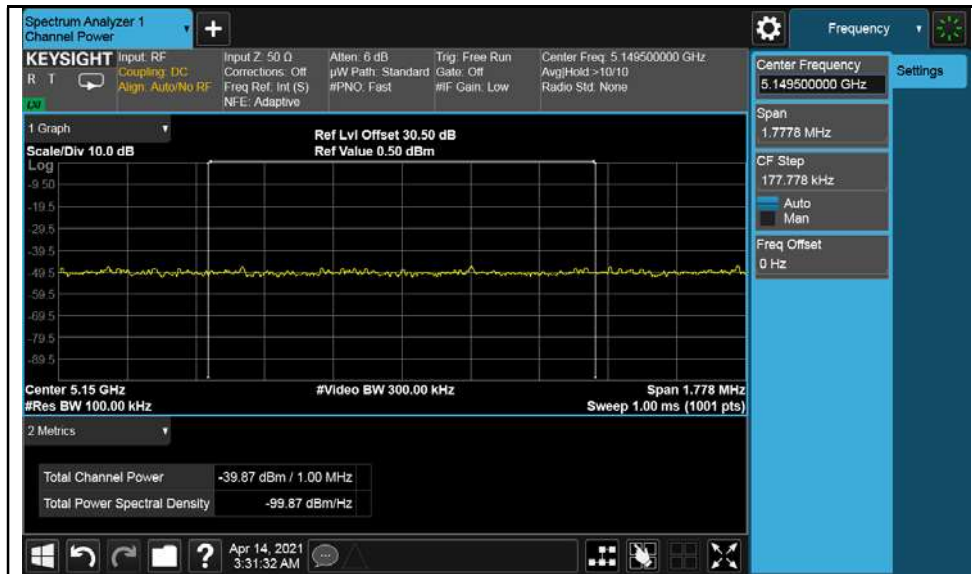 Spectrum Analyzer 1
Channel Power
Frequency
KEYSIGHT
R T
LXI
Input: RF
Coupling: DC
Align: Auto/No RF
Input Z: 50 Ω
Corrections: Off
Freq Ref: Int (S)
NFE: Adaptive
Atten: 6 dB
µW Path: Standard
#PNO: Fast
Trig: Free Run
Gate: Off
#IF Gain: Low
Center Freq: 5.149500000 GHz
Avg|Hold:>10/10
Radio Std: None
Center Frequency
5.149500000 GHz
Settings
Span
1.7778 MHz
CF Step
177.778 kHz
Auto
Man
Freq Offset
0 Hz
1 Graph
Scale/Div 10.0 dB
Ref Lvl Offset 30.50 dB
Ref Value 0.50 dBm
Log
-9.50
-19.5
-29.5
-39.5
-49.5
-59.5
-69.5
-79.5
-89.5
Center 5.15 GHz
#Video BW 300.00 kHz
Span 1.778 MHz
#Res BW 100.00 kHz
Sweep 1.00 ms (1001 pts)
2 Metrics
Total Channel Power -39.87 dBm / 1.00 MHz
Total Power Spectral Density -99.87 dBm/Hz
?
Apr 14, 2021
3:31:32 AM